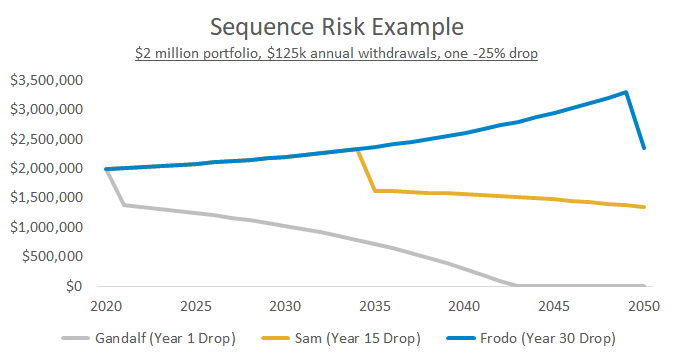 Sequence Risk Example
$2 million portfolio, $125k annual withdrawals, one -25% drop
$3,500,000
$3,000,000
$2,500,000
$2,000,000
$1,500,000
$1,000,000
$500,000
$0
2020 2025 2030 2035 2040 2045 2050
Gandalf (Year 1 Drop) Sam (Year 15 Drop) Frodo (Year 30 Drop)